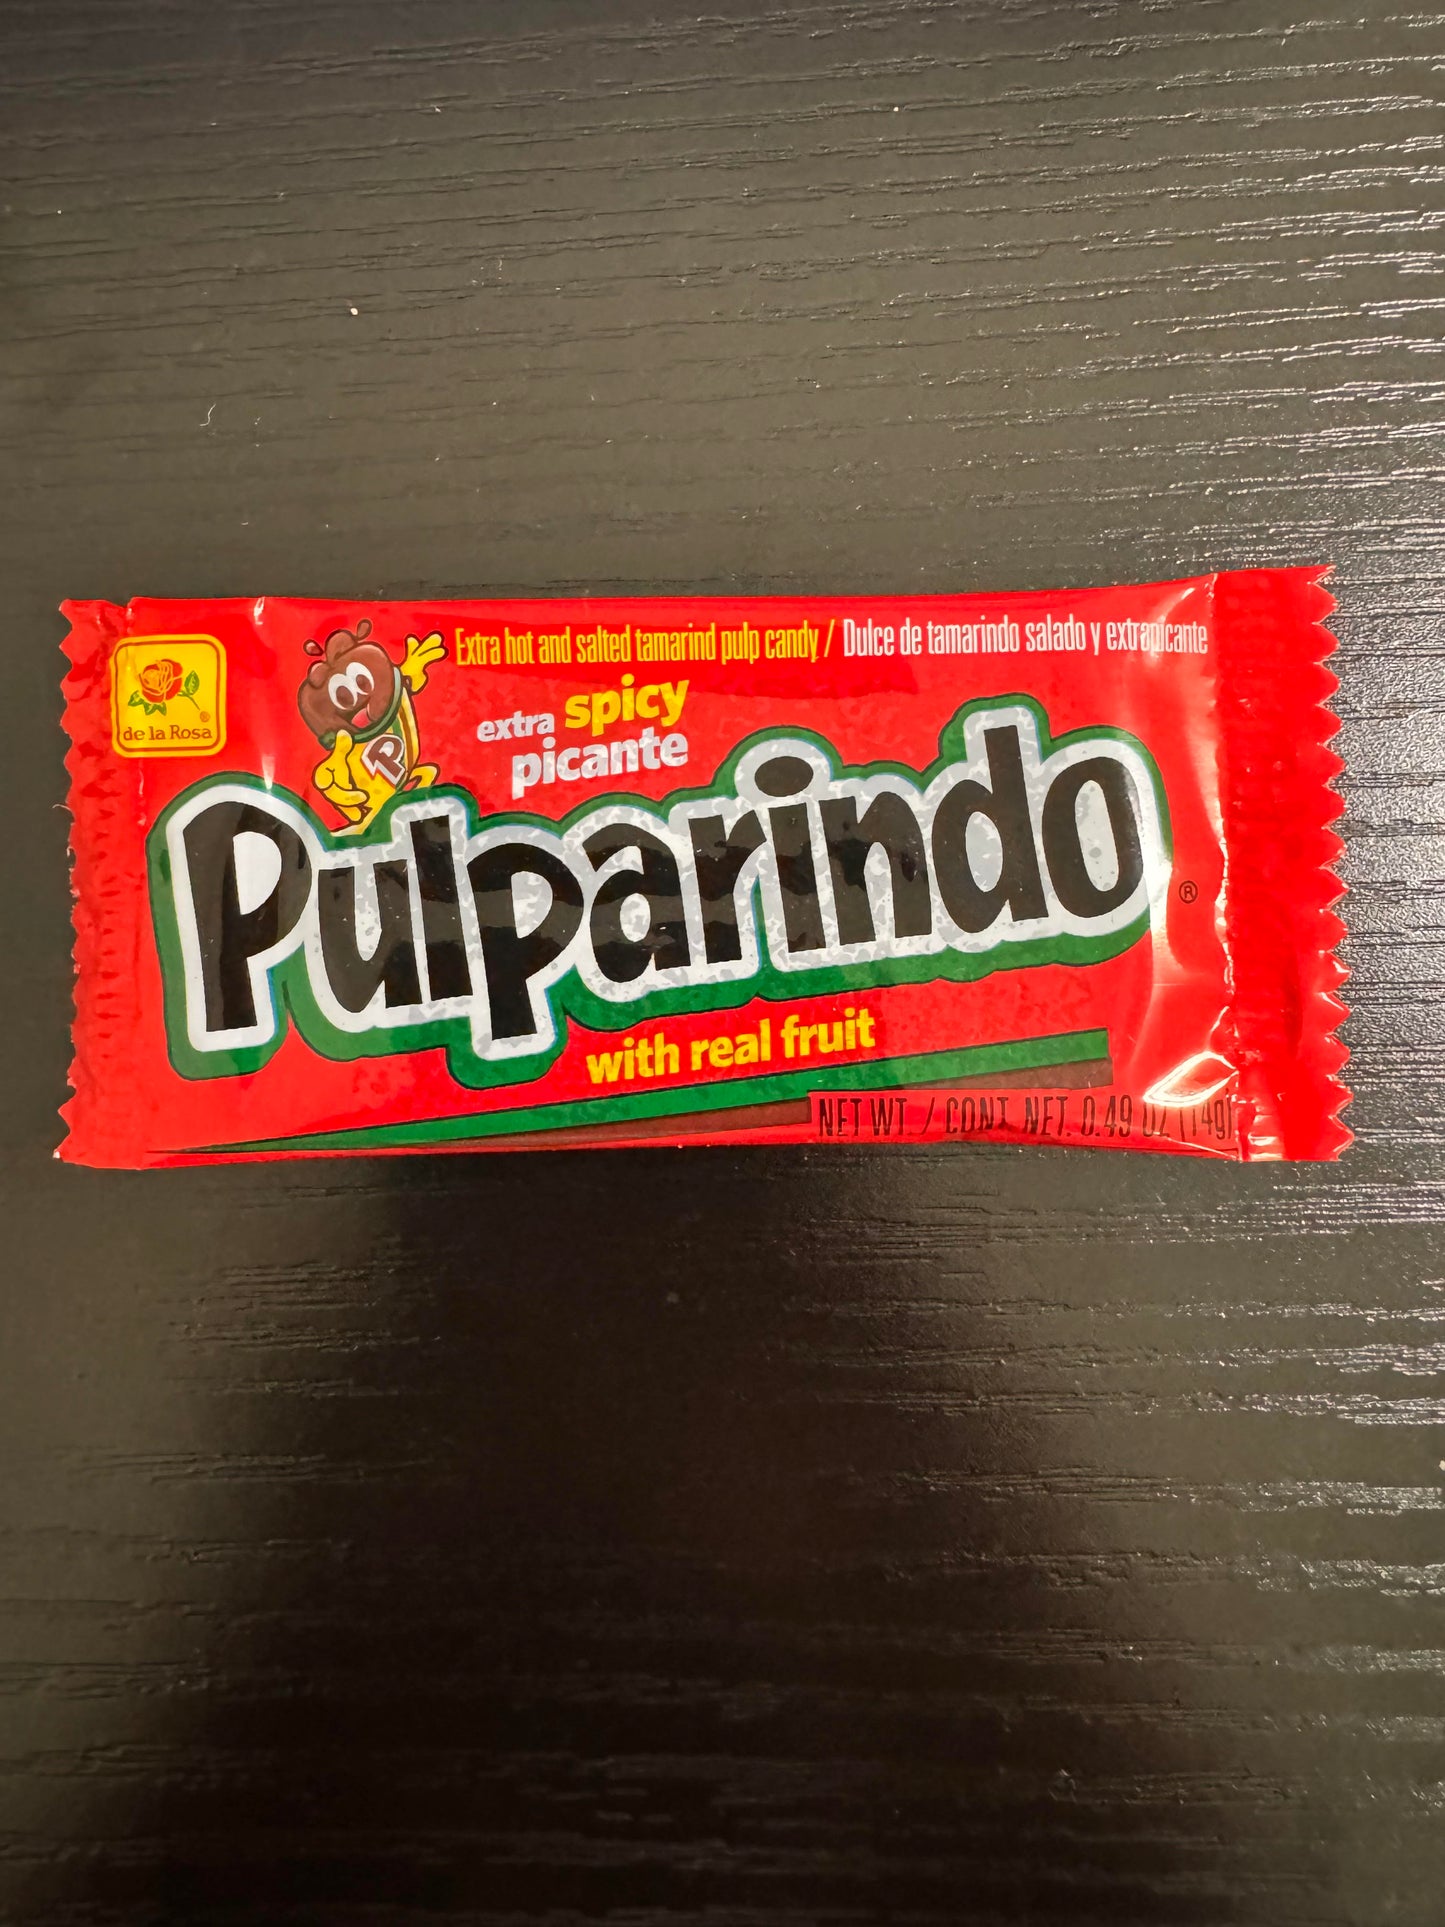 de la Rosa
®
P
Extra hot and salted tamarind pulp candy / Dulce de tamarindo salado y extrapicante
extra spicy
picante
Pulparindo®
with real fruit
NET WT. / CONT. NET. 0.49 OZ (14g)